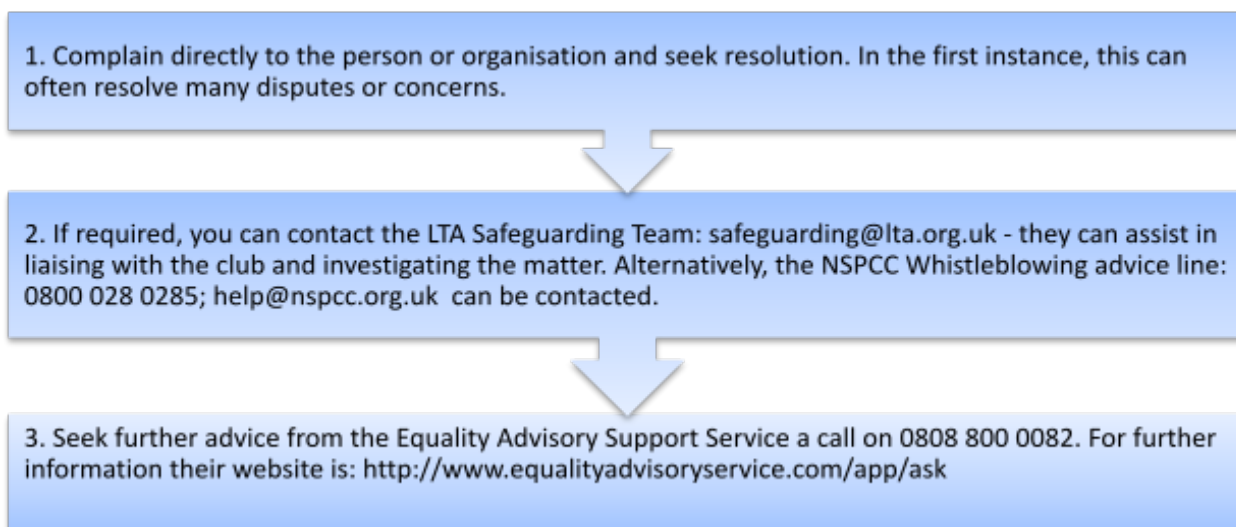 1. Complain directly to the person or organisation and seek resolution. In the first instance, this can
often resolve many disputes or concerns.
2. If required, you can contact the LTA Safeguarding Team: safeguarding@lta.org.uk - they can assist in
liaising with the club and investigating the matter. Alternatively, the NSPCC Whistleblowing advice line:
0800 028 0285; help@nspcc.org.uk  can be contacted.
3. Seek further advice from the Equality Advisory Support Service a call on 0808 800 0082. For further
information their website is: http://www.equalityadvisoryservice.com/app/ask